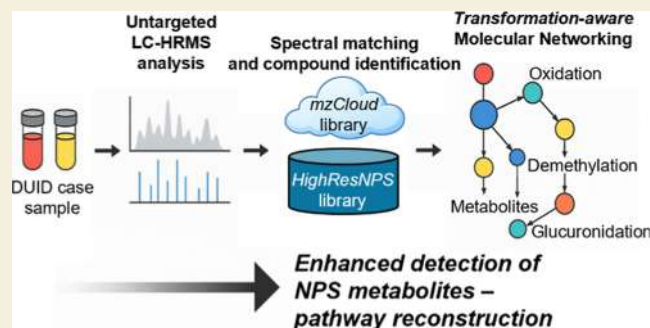 Untargeted
LC-HRMS
analysis
Spectral matching
and compound identification
Transformation-aware
Molecular Networking
DUID case
sample
mzCloud
library
HighResNPS
library
Oxidation
Demethylation
Metabolites
Glucuronidation
Enhanced detection of
NPS metabolites –
pathway reconstruction